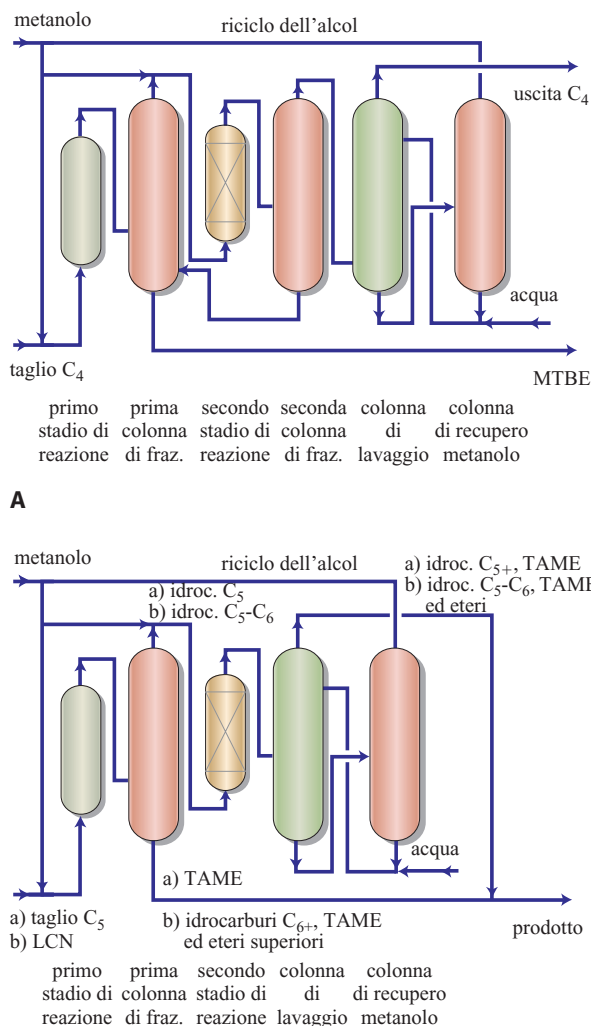 metanolo
riciclo dell'alcol
uscita C4
acqua
taglio C4
MTBE
primo stadio di reazione
prima colonna di fraz.
secondo stadio di reazione
seconda colonna di fraz.
colonna di lavaggio
colonna di recupero metanolo
A
metanolo
riciclo dell'alcol
a) idroc. C5+, TAME
b) idroc. C5-C6, TAME
ed eteri
a) idroc. C5
b) idroc. C5-C6
acqua
a) TAME
a) taglio C5
b) LCN
b) idrocarburi C6+, TAME
ed eteri superiori
prodotto
primo stadio di reazione
prima colonna di fraz.
secondo stadio di reazione
colonna di lavaggio
colonna di recupero metanolo